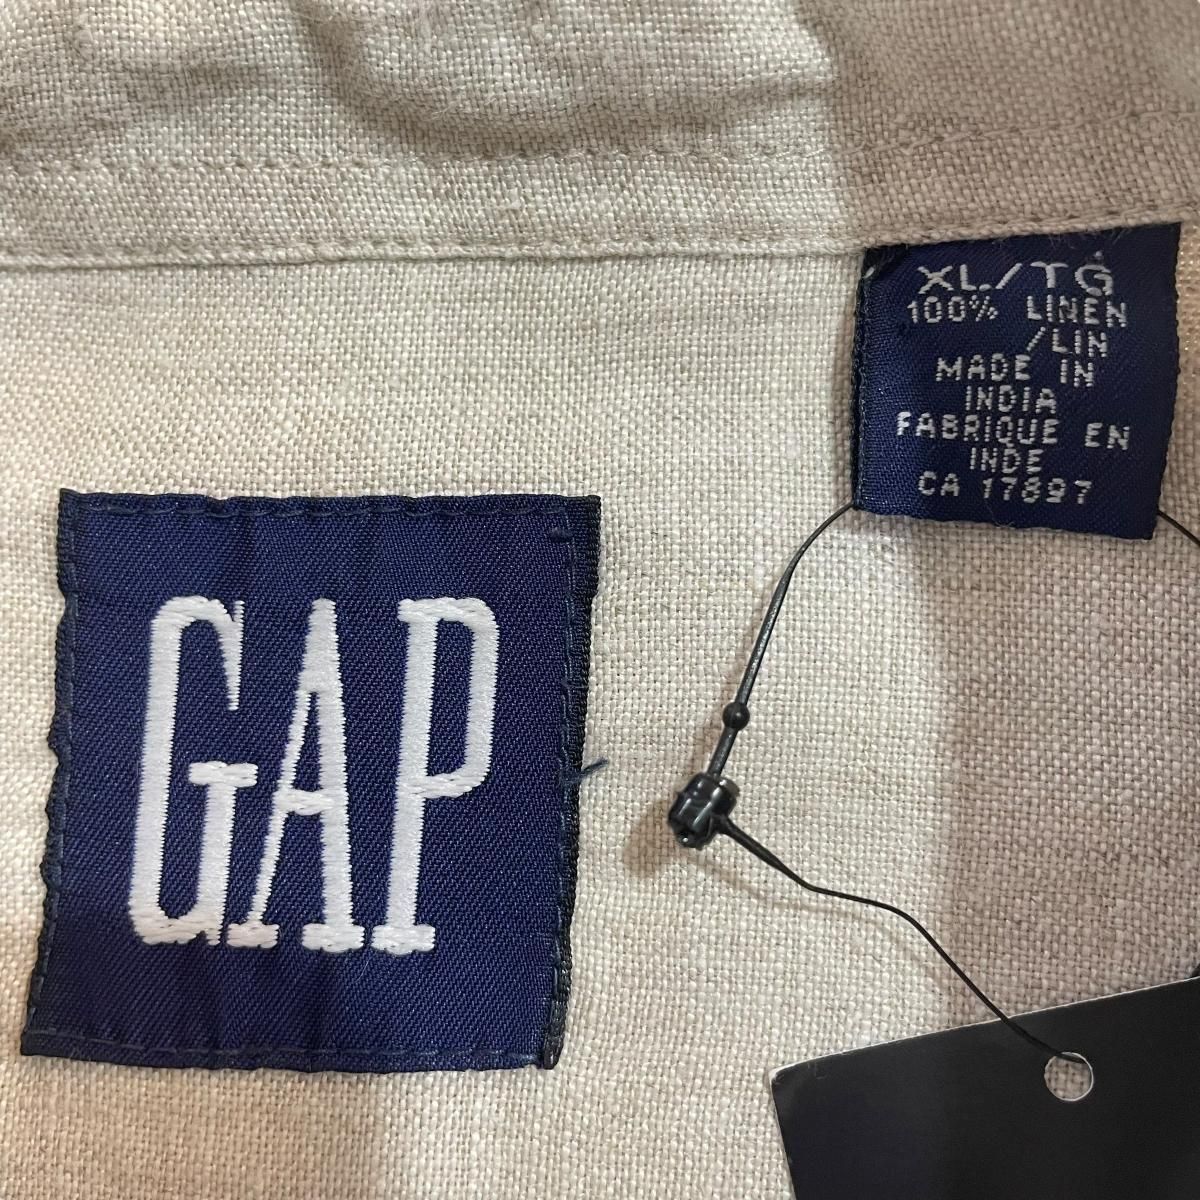 XL/TG
100% LINEN
/LIN
MADE IN
INDIA
FABRIQUE EN
INDE
CA 17897
GAP